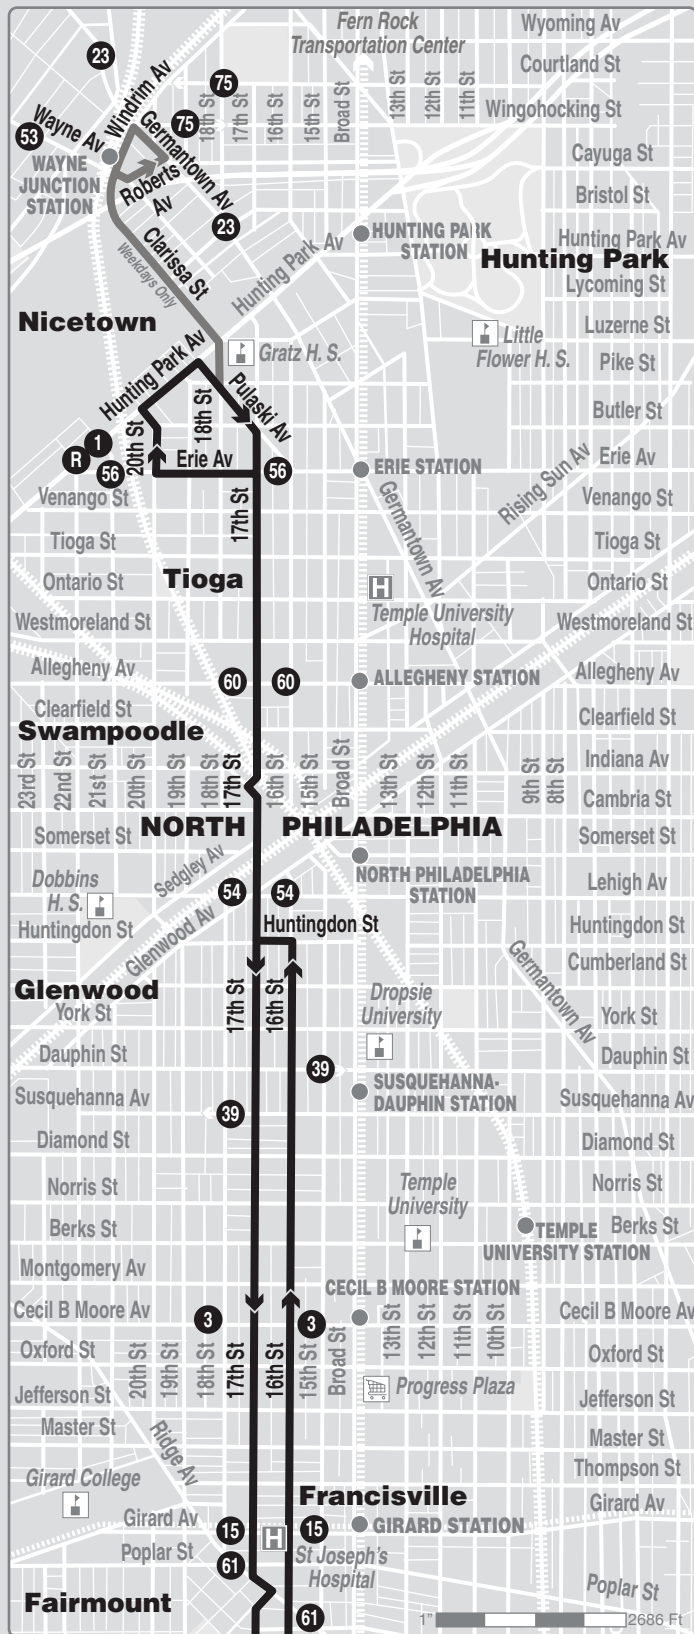 Fern Rock
Transportation Center
Wyoming Av
Courtland St
Wingohocking St
Cayuga St
Bristol St
Hunting Park Av
Hunting Park
Lycoming St
Luzerne St
Pike St
Butler St
Erie Av
Venango St
Tioga St
Ontario St
Westmoreland St
Allegheny Av
Clearfield St
Indiana Av
Cambria St
Somerset St
Lehigh Av
Huntingdon St
Cumberland St
York St
Dauphin St
Susquehanna Av
Diamond St
Norris St
Berks St
Cecil B Moore Av
Oxford St
Jefferson St
Master St
Thompson St
Girard Av
Poplar St
23
Windrim Av
75
75
18th St
17th St
16th St
15th St
Broad St
13th St
12th St
11th St
53
Wayne Av
Germantown Av
WAYNE
JUNCTION
STATION
Roberts
Av
23
Clarissa St
Weekdays Only
Hunting Park Av
HUNTING PARK
STATION
Nicetown
Gratz H. S.
Little
Flower H. S.
Hunting Park Av
Pulaski Av
18th St
20th St
1
R
56
Erie Av
56
ERIE STATION
Rising Sun Av
Germantown Av
17th St
Venango St
Tioga St
Tioga
Ontario St
H
Temple University
Hospital
Westmoreland St
Allegheny Av
60
60
ALLEGHENY STATION
Clearfield St
Swampoodle
23rd St
22nd St
21st St
20th St
19th St
18th St
17th St
16th St
15th St
Broad St
13th St
12th St
11th St
9th St
8th St
NORTH PHILADELPHIA
Somerset St
Sedgley Av
NORTH PHILADELPHIA
STATION
Dobbins
H. S.
54
54
Huntingdon St
Huntingdon St
Glenwood Av
Germantown Av
Glenwood
17th St
16th St
Dropsie
University
York St
Dauphin St
39
SUSQUEHANNA-
DAUPHIN STATION
Susquehanna Av
39
Diamond St
Norris St
Temple
University
Berks St
TEMPLE
UNIVERSITY STATION
Montgomery Av
CECIL B MOORE STATION
Cecil B Moore Av
3
3
Oxford St
20th St
19th St
18th St
17th St
16th St
15th St
Broad St
13th St
12th St
11th St
10th St
Jefferson St
Progress Plaza
Master St
Ridge Av
Girard College
Francisville
Girard Av
15
H
15
GIRARD STATION
Poplar St
61
St Joseph's
Hospital
Fairmount
61
1"
2686 Ft